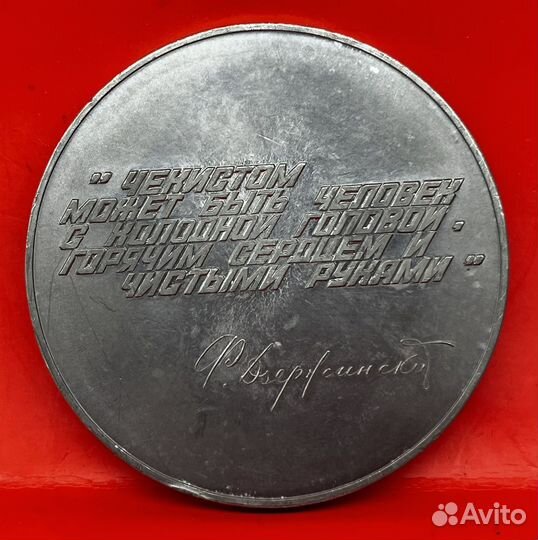 " ЧЕКИСТОМ
МОЖЕТ БЫТЬ ЧЕЛОВЕК
С ХОЛОДНОЙ ГОЛОВОЙ,
ГОРЯЧИМ СЕРДЦЕМ И
ЧИСТЫМИ РУКАМИ "
Ф.Дзержинский
Avito